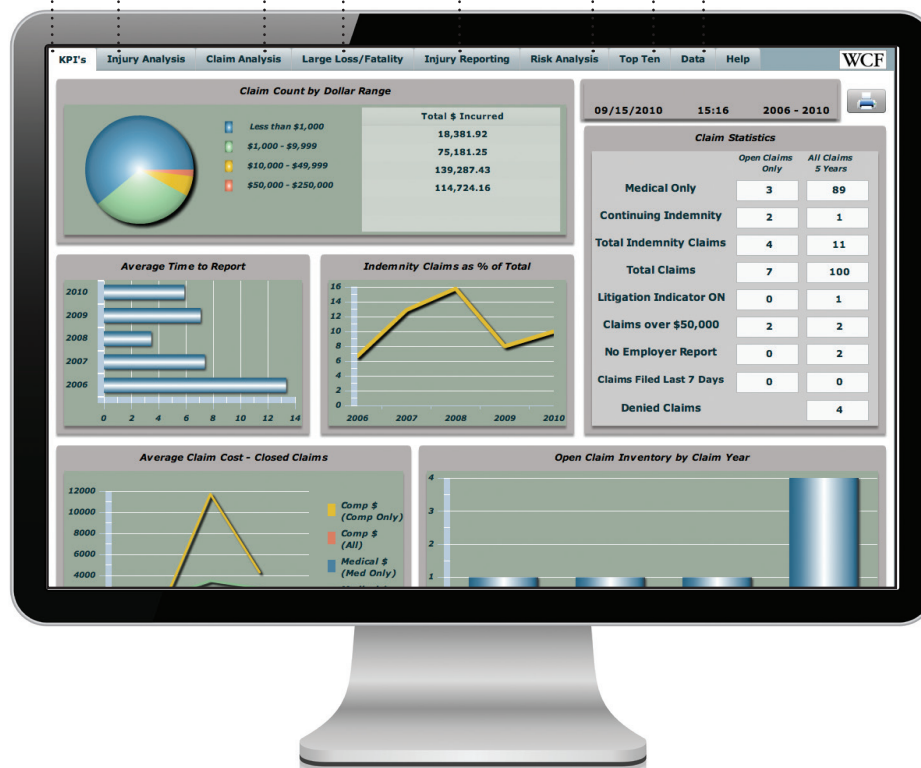 KPI's Injury Analysis Claim Analysis Large Loss/Fatality Injury Reporting Risk Analysis Top Ten Data Help WCF
Claim Count by Dollar Range
Less than $1,000
$1,000 - $9,999
$10,000 - $49,999
$50,000 - $250,000
Total $ Incurred
18,381.92
75,181.25
139,287.43
114,724.16
09/15/2010 15:16 2006 - 2010
Claim Statistics
Open Claims Only All Claims 5 Years
Medical Only 3 89
Continuing Indemnity 2 1
Total Indemnity Claims 4 11
Total Claims 7 100
Litigation Indicator ON 0 1
Claims over $50,000 2 2
No Employer Report 0 2
Claims Filed Last 7 Days 0 0
Denied Claims 4
Average Time to Report
2010
2009
2008
2007
2006
0 2 4 6 8 10 12 14
Indemnity Claims as % of Total
16
14
12
10
8
6
4
2
0
2006 2007 2008 2009 2010
Average Claim Cost - Closed Claims
12000
10000
8000
6000
4000
Comp $
(Comp Only)
Comp $
(All)
Medical $
(Med Only)
Open Claim Inventory by Claim Year
4
3
2
1